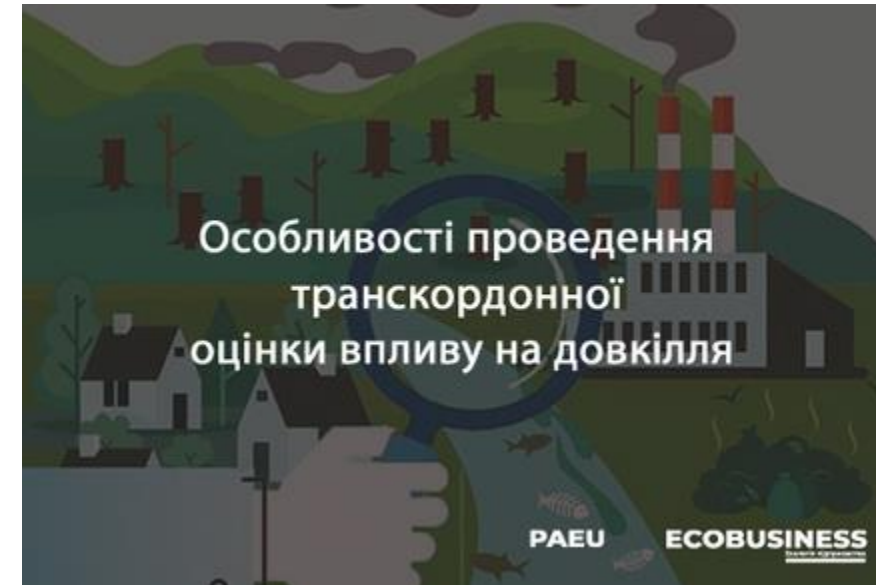 Особливості проведення
транскордонної
оцінки впливу на довкілля
PAEU
ECOBUSINESS